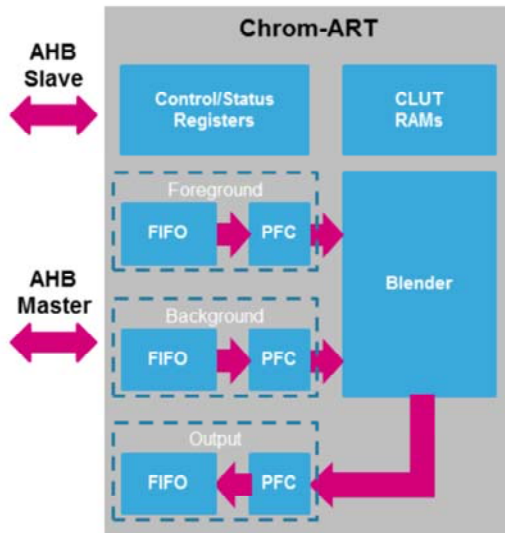 Chrom-ART
AHB
Slave
Control/Status
Registers
CLUT
RAMs
Foreground
FIFO
PFC
Blender
AHB
Master
Background
FIFO
PFC
Output
FIFO
PFC